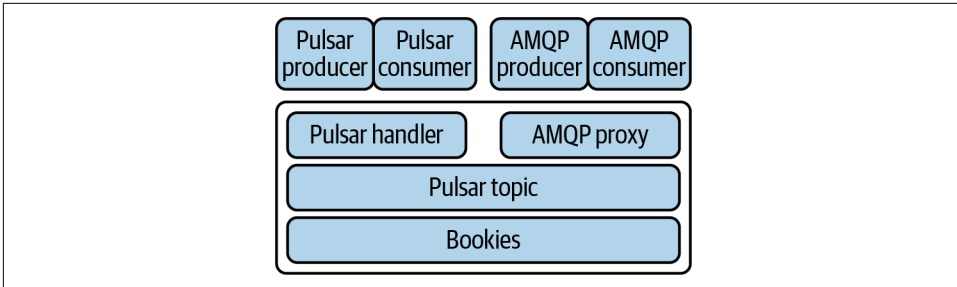 Pulsar
producer
Pulsar
consumer
AMQP
producer
AMQP
consumer
Pulsar handler
AMQP proxy
Pulsar topic
Bookies